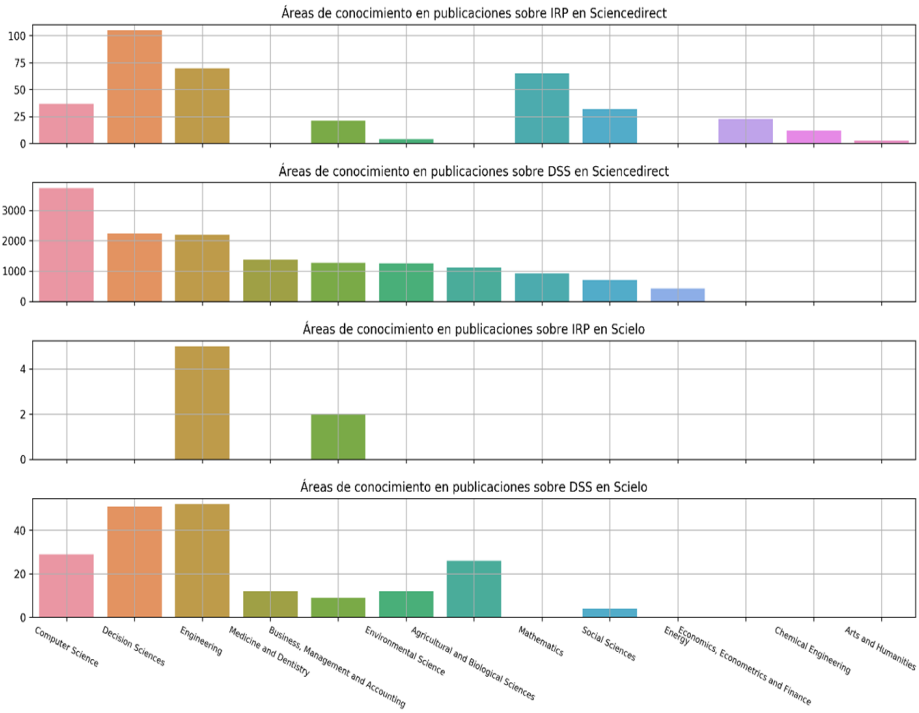 Áreas de conocimiento en publicaciones sobre IRP en Sciencedirect
100
75
50
25
0
Áreas de conocimiento en publicaciones sobre DSS en Sciencedirect
3000
2000
1000
0
Áreas de conocimiento en publicaciones sobre IRP en Scielo
4
2
0
Áreas de conocimiento en publicaciones sobre DSS en Scielo
40
20
0
Computer Science
Decision Sciences
Engineering
Medicine and Dentistry
Business, Management and Accounting
Environmental Science
Agricultural and Biological Sciences
Mathematics
Social Sciences
Energy
Economics, Econometrics and Finance
Chemical Engineering
Arts and Humanities